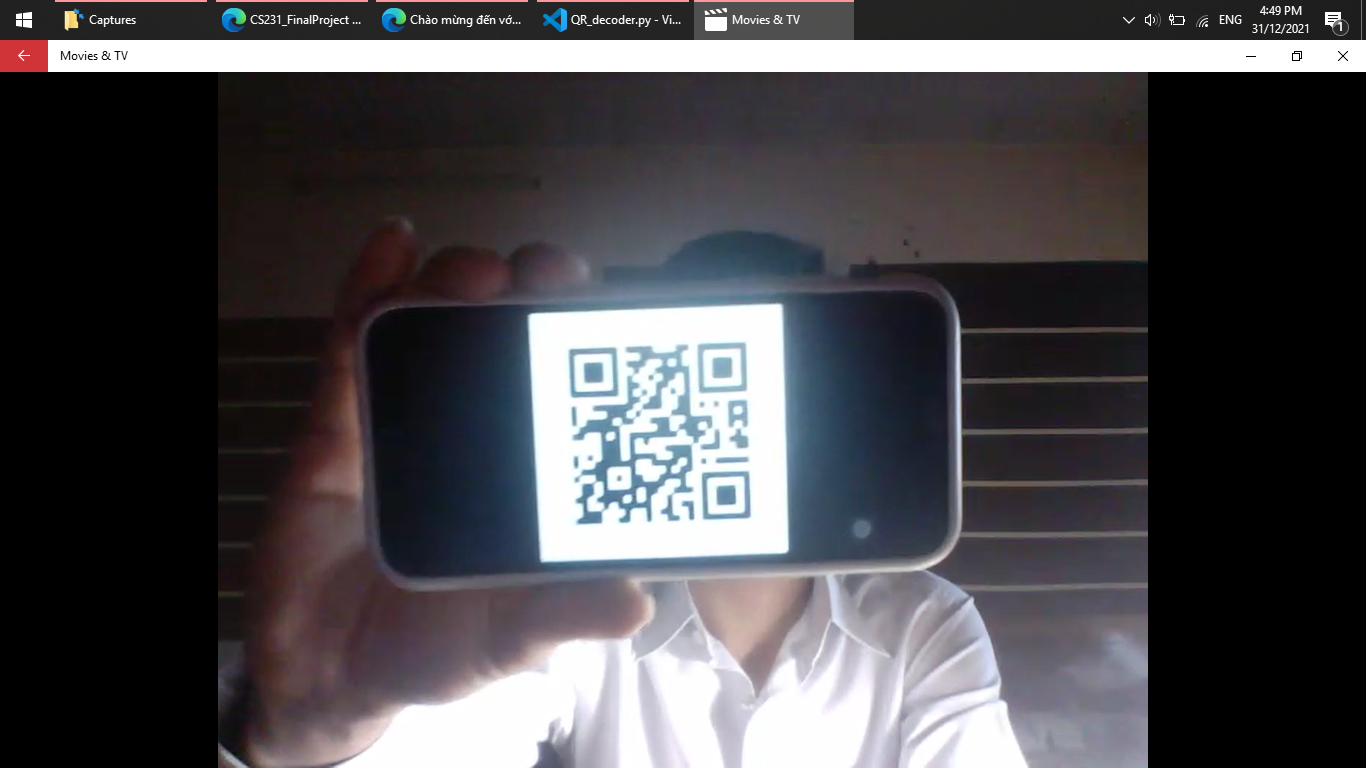 Captures
CS231_FinalProject ...
Chào mừng đến vớ...
QR_decoder.py - Vi...
Movies & TV
ENG
4:49 PM
31/12/2021
1
Movies & TV